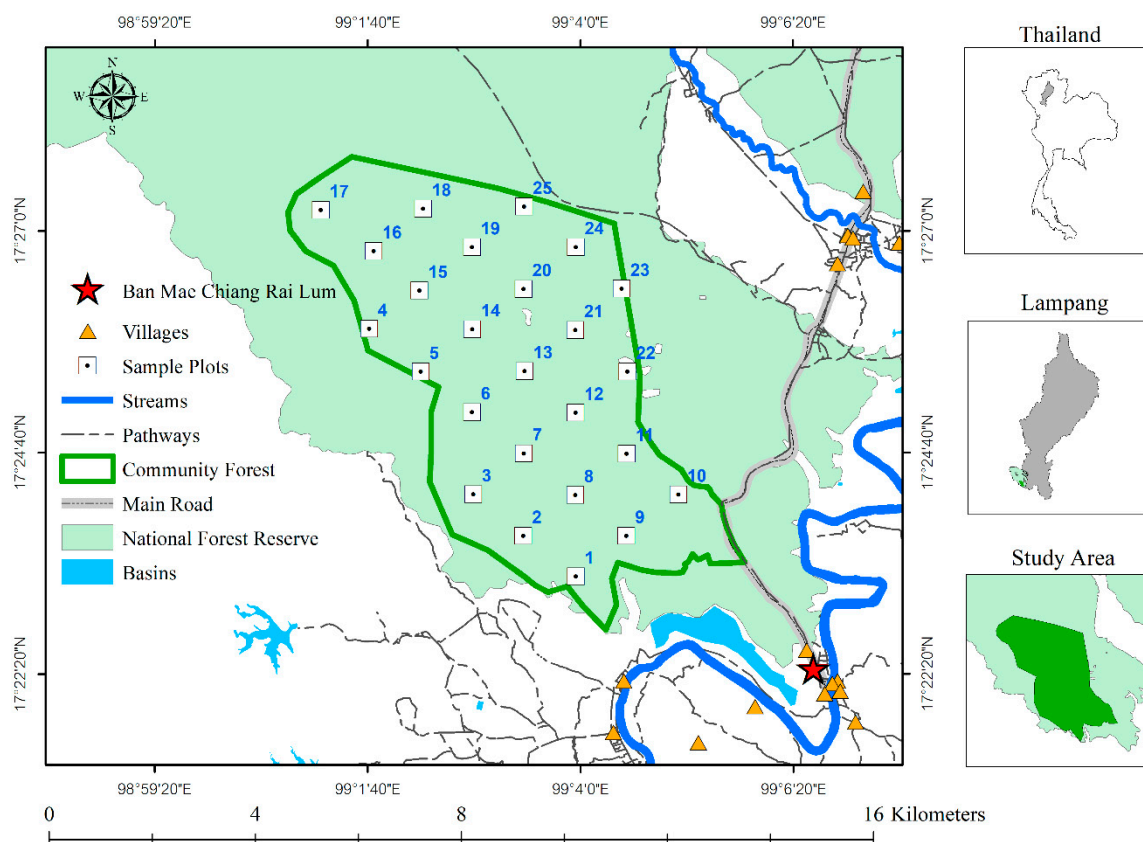 98°59'20"E 99°1'40"E 99°4'0"E 99°6'20"E
N
W E
S
17°27'0"N
17°24'40"N
17°22'20"N
17 18 25
16 19 24
15 20 23
4 14 21
5 13 22
6 12
7 11
3 8 10
2 9
1
Ban Mac Chiang Rai Lum
Villages
Sample Plots
Streams
Pathways
Community Forest
Main Road
National Forest Reserve
Basins
17°27'0"N
17°24'40"N
17°22'20"N
98°59'20"E 99°1'40"E 99°4'0"E 99°6'20"E
0 4 8 16 Kilometers
Thailand
Lampang
Study Area